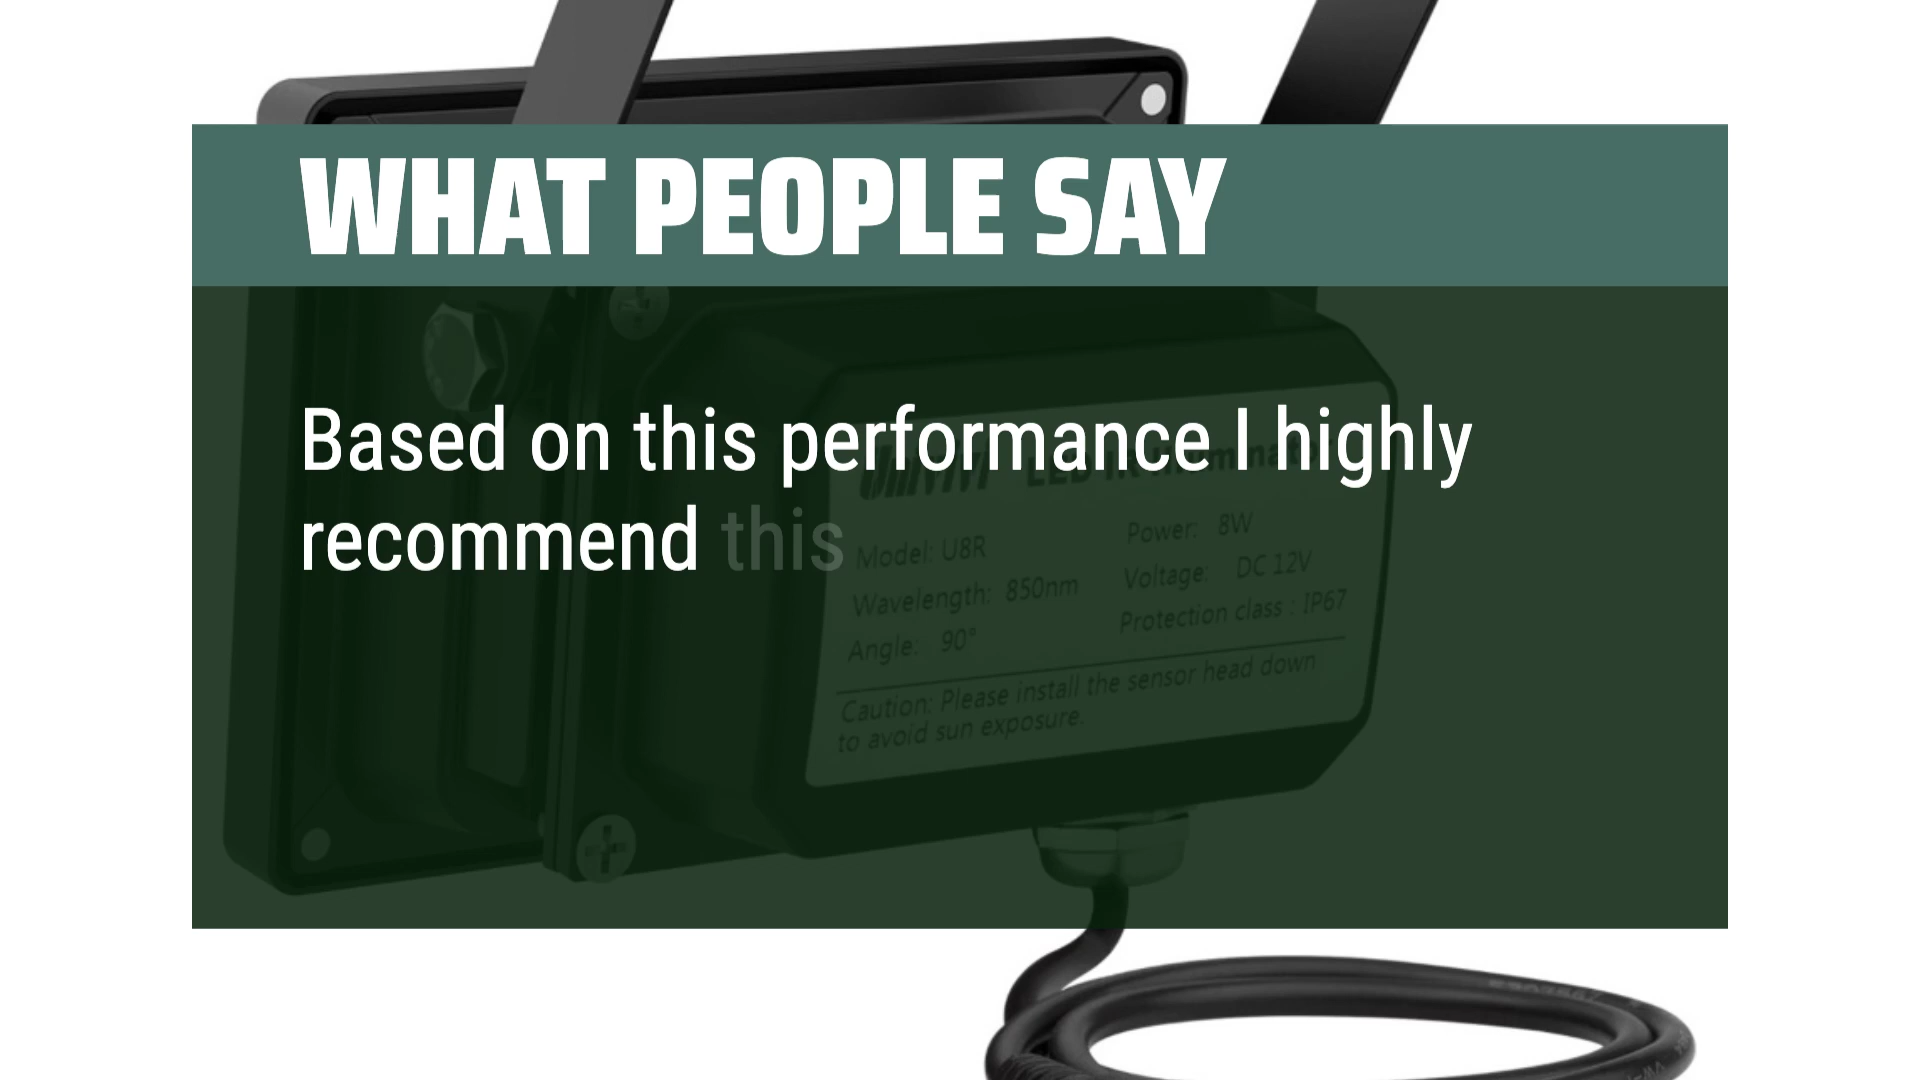 WHAT PEOPLE SAY
Based on this performance I highly
recommend this
Model: U8R
Power: 8W
Wavelength: 850nm
Voltage: DC 12V
Angle: 90°
Protection class : IP67
Caution: Please install the sensor head down
to avoid sun exposure.